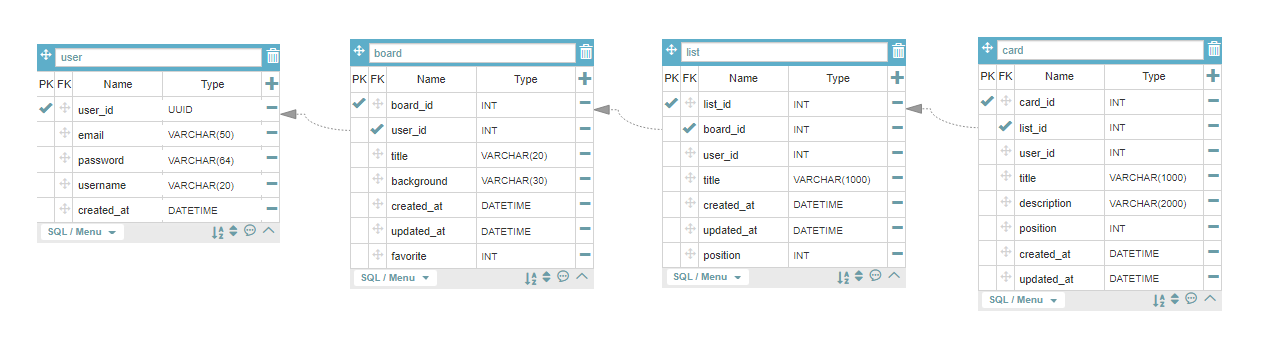 user
PK FK Name Type
user_id UUID
email VARCHAR(50)
password VARCHAR(64)
username VARCHAR(20)
created_at DATETIME
SQL / Menu
board
PK FK Name Type
board_id INT
user_id INT
title VARCHAR(20)
background VARCHAR(30)
created_at DATETIME
updated_at DATETIME
favorite INT
SQL / Menu
list
PK FK Name Type
list_id INT
board_id INT
user_id INT
title VARCHAR(1000)
created_at DATETIME
updated_at DATETIME
position INT
SQL / Menu
card
PK FK Name Type
card_id INT
list_id INT
user_id INT
title VARCHAR(1000)
description VARCHAR(2000)
position INT
created_at DATETIME
updated_at DATETIME
SQL / Menu